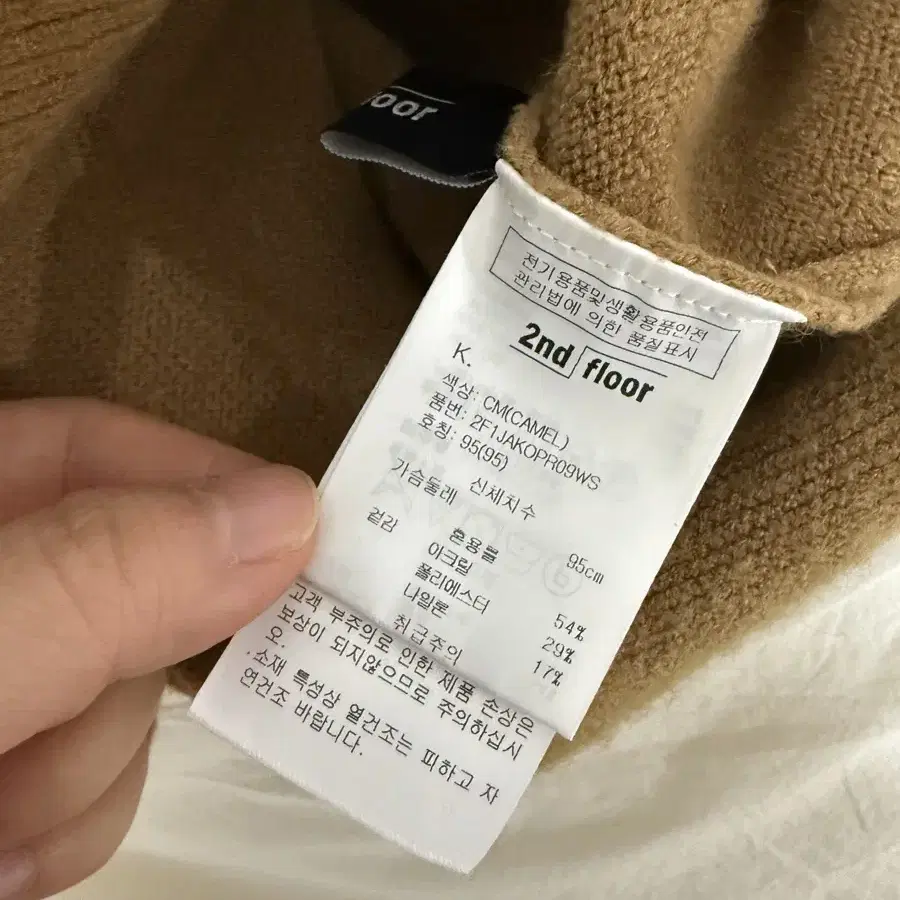 oor
전기용품및생활용품안전
관리법에 의한 품질표시
2nd floor
K.
색상: CM(CAMEL)
품번: 2F1JAKOPR09WS
호칭: 95(95)
신체치수
가슴둘레 95cm
혼용률
겉감 아크릴 54%
폴리에스터 29%
나일론 17%
취급주의
고객 부주의로 인한 제품 손상은
보상이 되지않으므로 주의하십시
오.
.소재 특성상 열건조는 피하고 자
연건조 바랍니다.